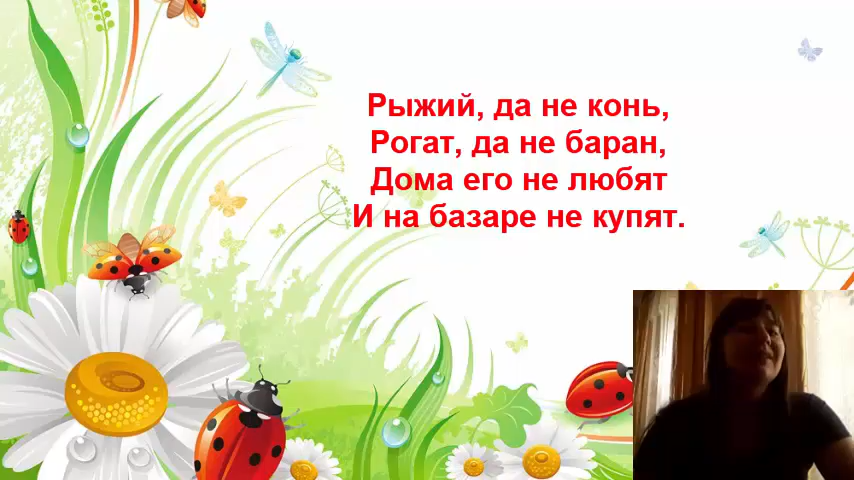 Рыжий, да не конь,
Рогат, да не баран,
Дома его не любят
И на базаре не купят.